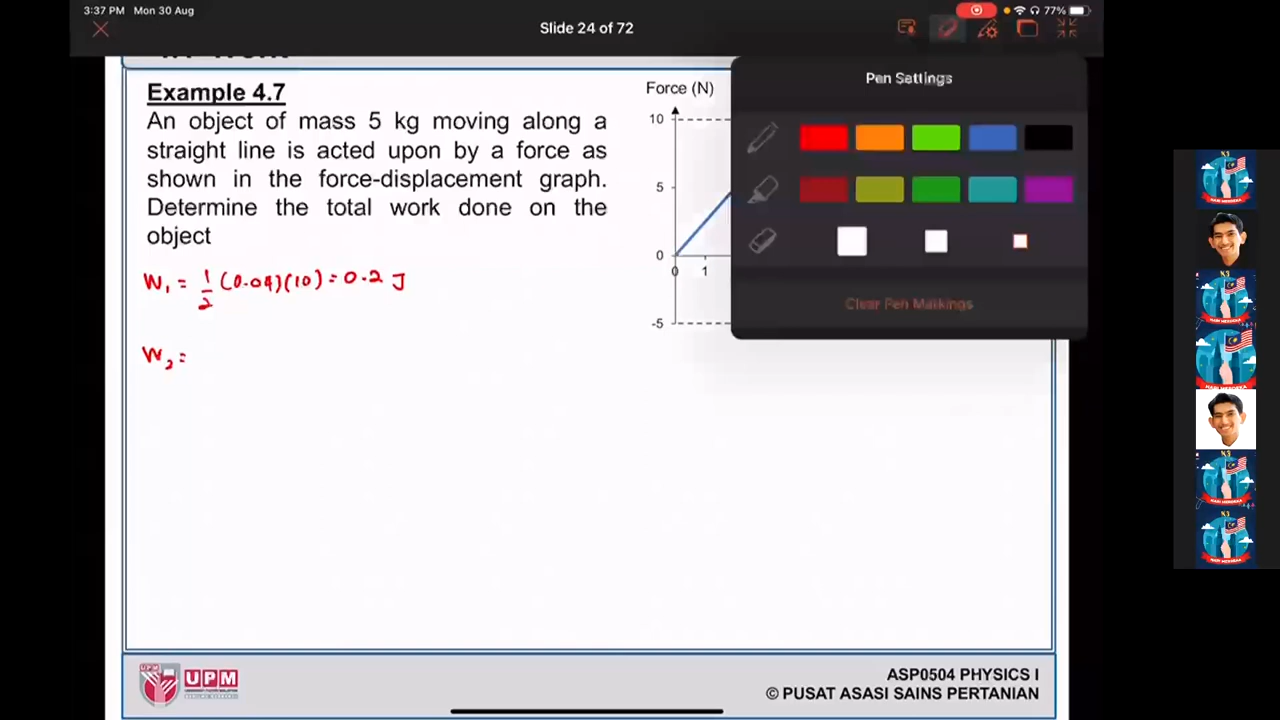 3:37 PM Mon 30 Aug
77%
Slide 24 of 72
Example 4.7
An object of mass 5 kg moving along a
straight line is acted upon by a force as
shown in the force-displacement graph.
Determine the total work done on the
object
W₁ = 1/2 (0.04)(10) = 0.2 J
W₂ =
Force (N)
10
5
0
0 1
-5
Pen Settings
Clear Pen Markings
UPM
ASP0504 PHYSICS I
© PUSAT ASASI SAINS PERTANIAN